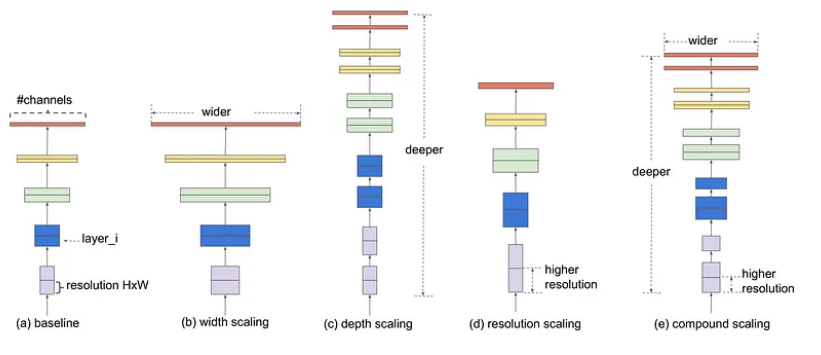 #channels
layer_i
resolution HxW
(a) baseline
wider
(b) width scaling
deeper
(c) depth scaling
higher
resolution
(d) resolution scaling
wider
deeper
higher
resolution
(e) compound scaling